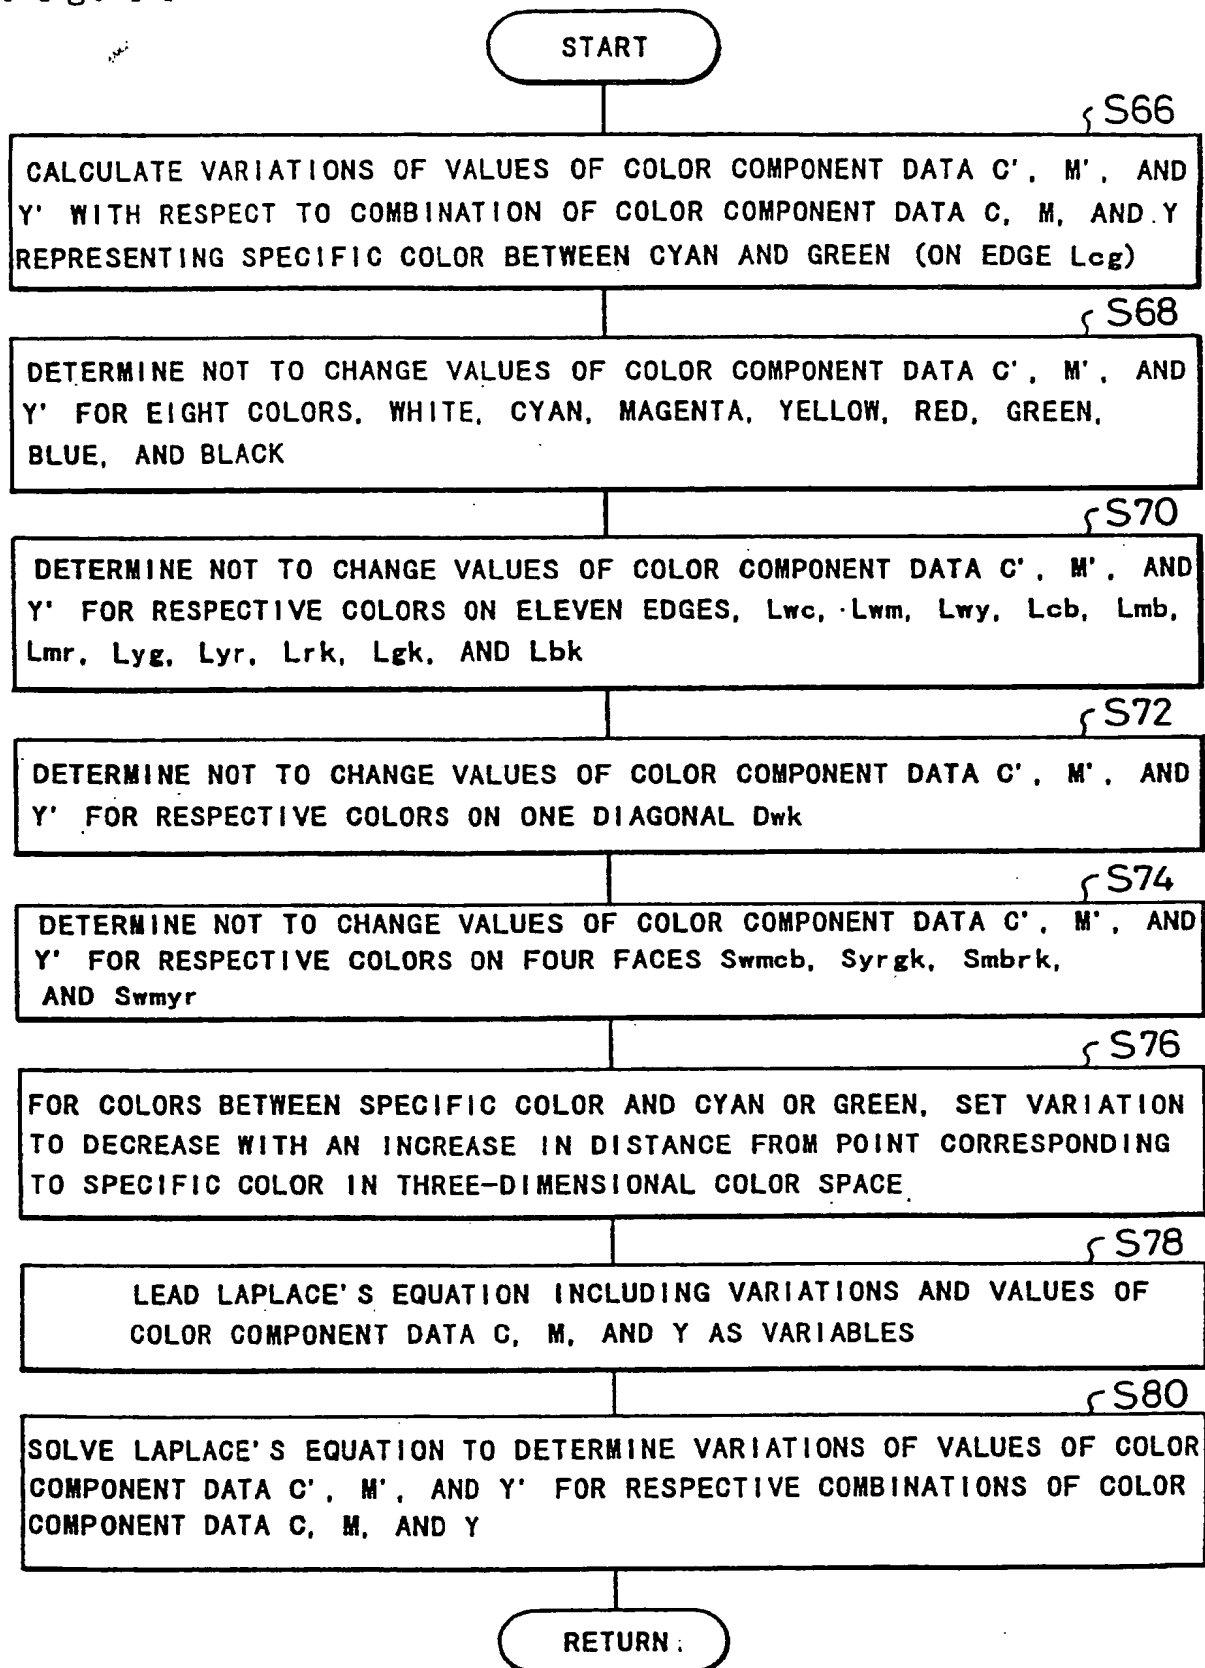 START
S66
CALCULATE VARIATIONS OF VALUES OF COLOR COMPONENT DATA C', M', AND
Y' WITH RESPECT TO COMBINATION OF COLOR COMPONENT DATA C, M, AND Y
REPRESENTING SPECIFIC COLOR BETWEEN CYAN AND GREEN (ON EDGE Lcg)
S68
DETERMINE NOT TO CHANGE VALUES OF COLOR COMPONENT DATA C', M', AND
Y' FOR EIGHT COLORS, WHITE, CYAN, MAGENTA, YELLOW, RED, GREEN,
BLUE, AND BLACK
S70
DETERMINE NOT TO CHANGE VALUES OF COLOR COMPONENT DATA C', M', AND
Y' FOR RESPECTIVE COLORS ON ELEVEN EDGES, Lwc, Lwm, Lwy, Lcb, Lmb,
Lmr, Lyg, Lyr, Lrk, Lgk, AND Lbk
S72
DETERMINE NOT TO CHANGE VALUES OF COLOR COMPONENT DATA C', M', AND
Y' FOR RESPECTIVE COLORS ON ONE DIAGONAL Dwk
S74
DETERMINE NOT TO CHANGE VALUES OF COLOR COMPONENT DATA C', M', AND
Y' FOR RESPECTIVE COLORS ON FOUR FACES Swmcb, Syrgk, Smbrk,
AND Swmyr
S76
FOR COLORS BETWEEN SPECIFIC COLOR AND CYAN OR GREEN, SET VARIATION
TO DECREASE WITH AN INCREASE IN DISTANCE FROM POINT CORRESPONDING
TO SPECIFIC COLOR IN THREE-DIMENSIONAL COLOR SPACE
S78
LEAD LAPLACE'S EQUATION INCLUDING VARIATIONS AND VALUES OF
COLOR COMPONENT DATA C, M, AND Y AS VARIABLES
S80
SOLVE LAPLACE'S EQUATION TO DETERMINE VARIATIONS OF VALUES OF COLOR
COMPONENT DATA C', M', AND Y' FOR RESPECTIVE COMBINATIONS OF COLOR
COMPONENT DATA C, M, AND Y
RETURN